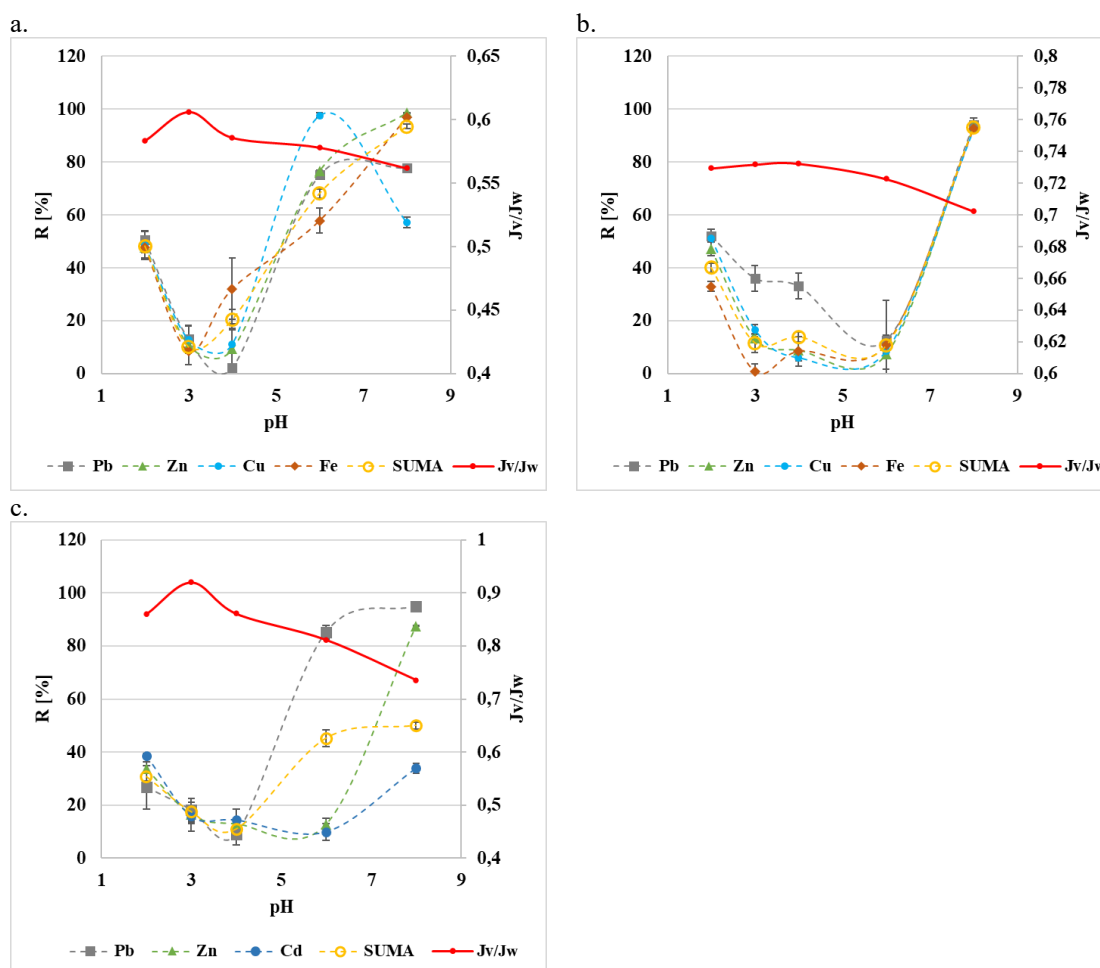 a.
120
100
80
60
40
20
0
R [%]
0,65
0,6
0,55
0,5
0,45
0,4
Jv/Jw
1 3 5 7 9
pH
Pb Zn Cu Fe SUMA Jv/Jw
b.
120
100
80
60
40
20
0
R [%]
0,8
0,78
0,76
0,74
0,72
0,7
0,68
0,66
0,64
0,62
0,6
Jv/Jw
1 3 5 7 9
pH
Pb Zn Cu Fe SUMA Jv/Jw
c.
120
100
80
60
40
20
0
R [%]
1
0,9
0,8
0,7
0,6
0,5
0,4
Jv/Jw
1 3 5 7 9
pH
Pb Zn Cd SUMA Jv/Jw